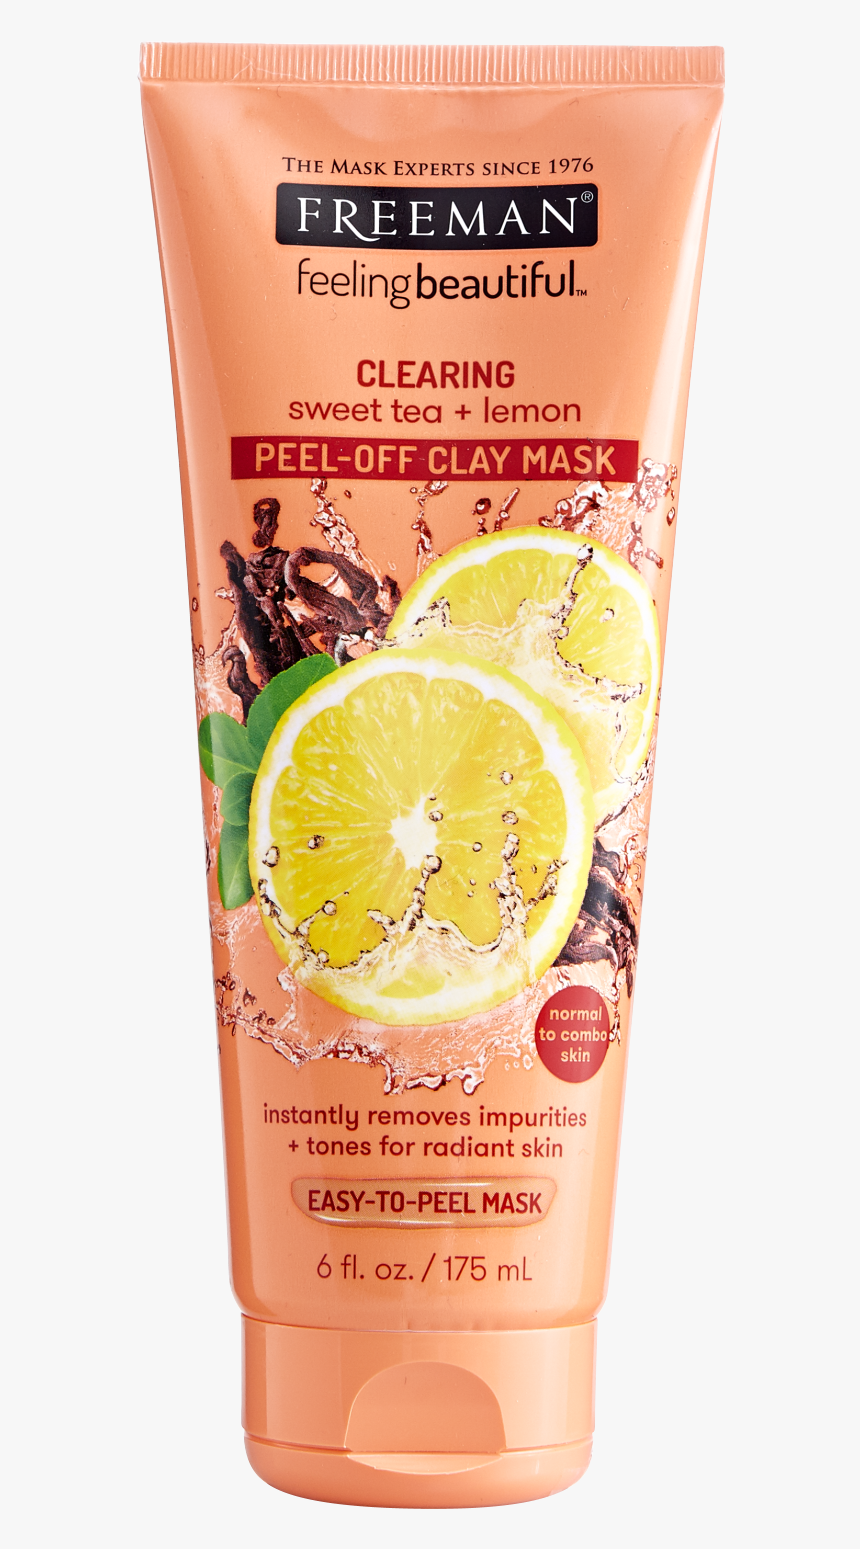 THE MASK EXPERTS SINCE 1976
FREEMAN®
feelingbeautiful™
CLEARING
sweet tea + lemon
PEEL-OFF CLAY MASK
normal
to combo
skin
instantly removes impurities
+ tones for radiant skin
EASY-TO-PEEL MASK
6 fl. oz. / 175 mL